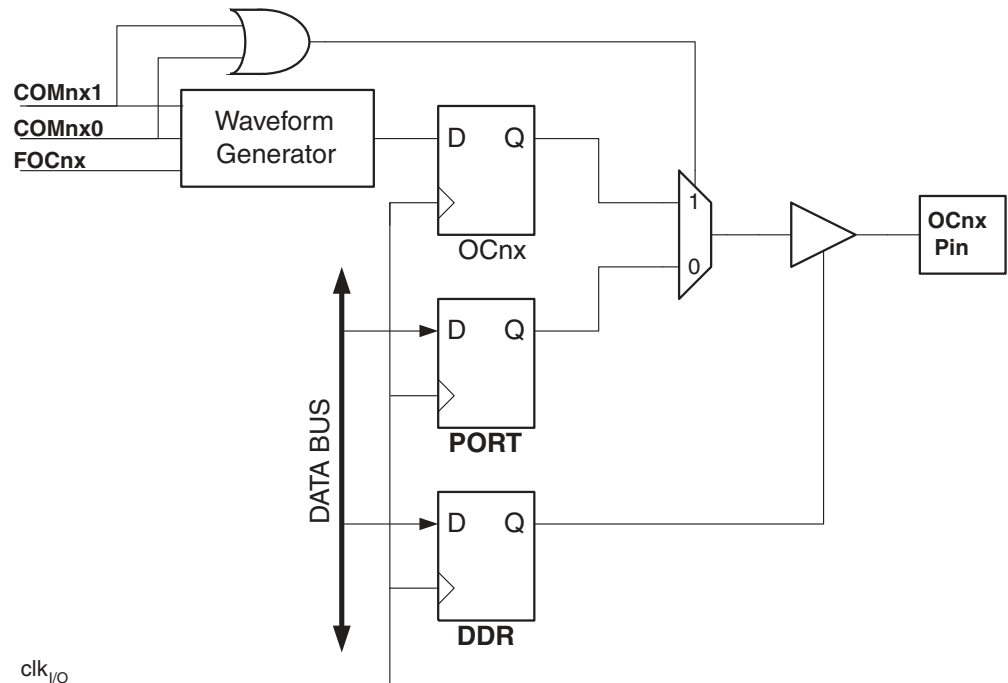 COMnx1
COMnx0
FOCnx
Waveform
Generator
D Q
OCnx
1
0
OCnx
Pin
D Q
PORT
DATA BUS
D Q
DDR
clkI/O